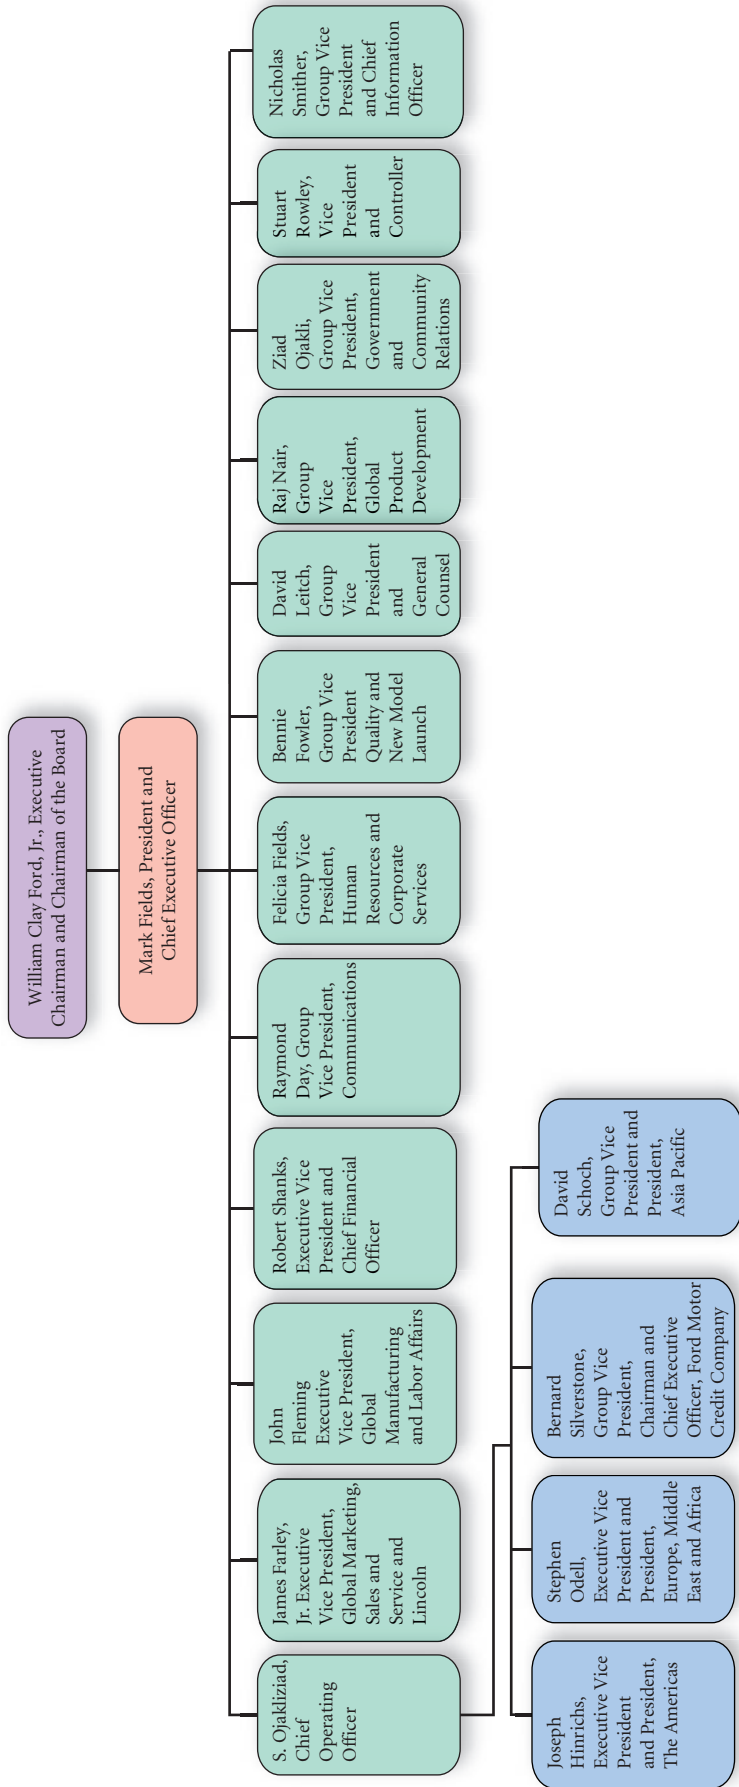 William Clay Ford, Jr., Executive
Chairman and Chairman of the Board
Mark Fields, President and
Chief Executive Officer
S. Ojakliziad,
Chief
Operating
Officer
James Farley,
Jr. Executive
Vice President,
Global Marketing,
Sales and
Service and
Lincoln
John
Fleming
Executive
Vice President,
Global
Manufacturing
and Labor Affairs
Robert Shanks,
Executive Vice
President and
Chief Financial
Officer
Raymond
Day, Group
Vice President,
Communications
Felicia Fields,
Group Vice
President,
Human
Resources and
Corporate
Services
Bennie
Fowler,
Group Vice
President
Quality and
New Model
Launch
David
Leitch,
Group
Vice
President
and
General
Counsel
Raj Nair,
Group
Vice
President,
Global
Product
Development
Ziad
Ojakli,
Group Vice
President,
Government
and
Community
Relations
Stuart
Rowley,
Vice
President
and
Controller
Nicholas
Smither,
Group Vice
President
and Chief
Information
Officer
Joseph
Hinrichs,
Executive Vice
President
and President,
The Americas
Stephen
Odell,
Executive Vice
President and
President,
Europe, Middle
East and Africa
Bernard
Silverstone,
Group Vice
President,
Chairman and
Chief Executive
Officer, Ford Motor
Credit Company
David
Schoch,
Group Vice
President and
President,
Asia Pacific